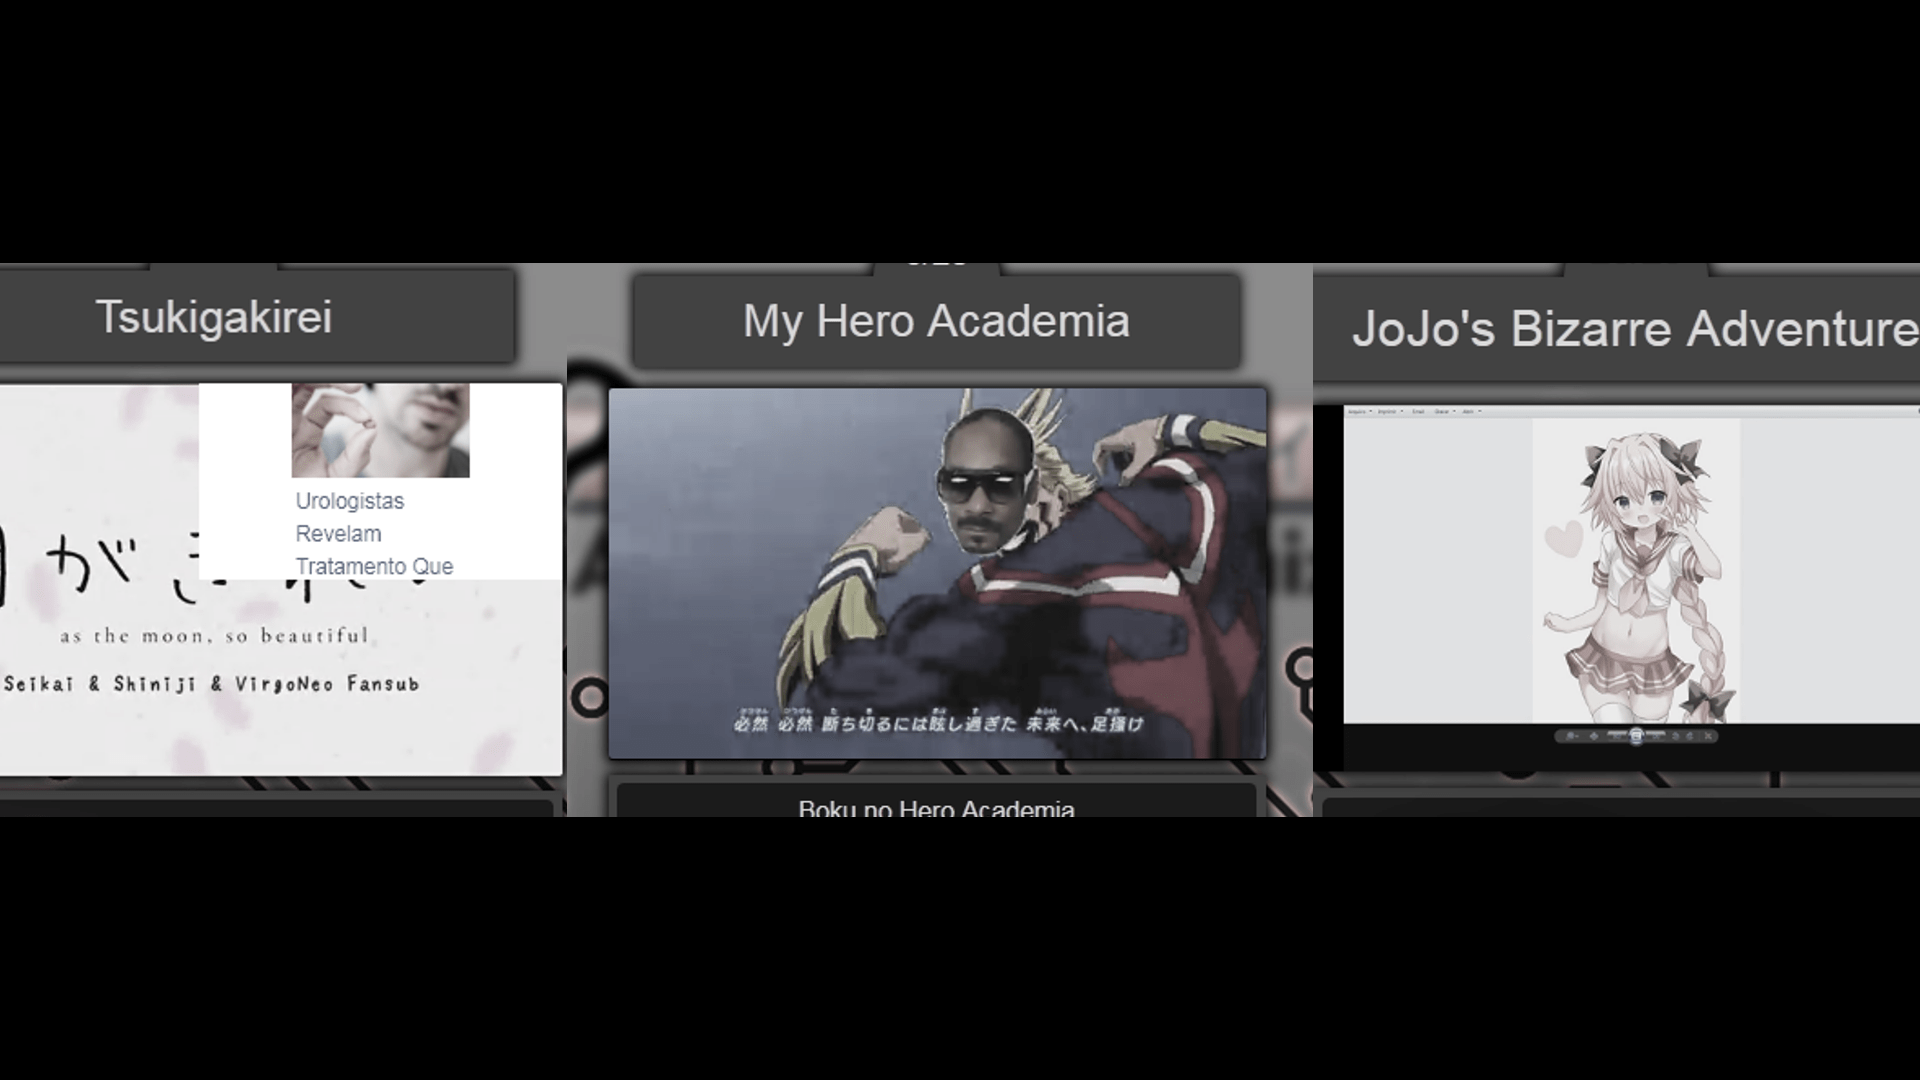 Tsukigakirei
Urologistas
Revelam
Tratamento Que
がき
as the moon, so beautiful
Seikai & Shiniji & VirgoNeo Fansub
My Hero Academia
必然 必然 断ち切るには眩し過ぎた 未来へ、足掻け
Boku no Hero Academia
JoJo's Bizarre Adventure